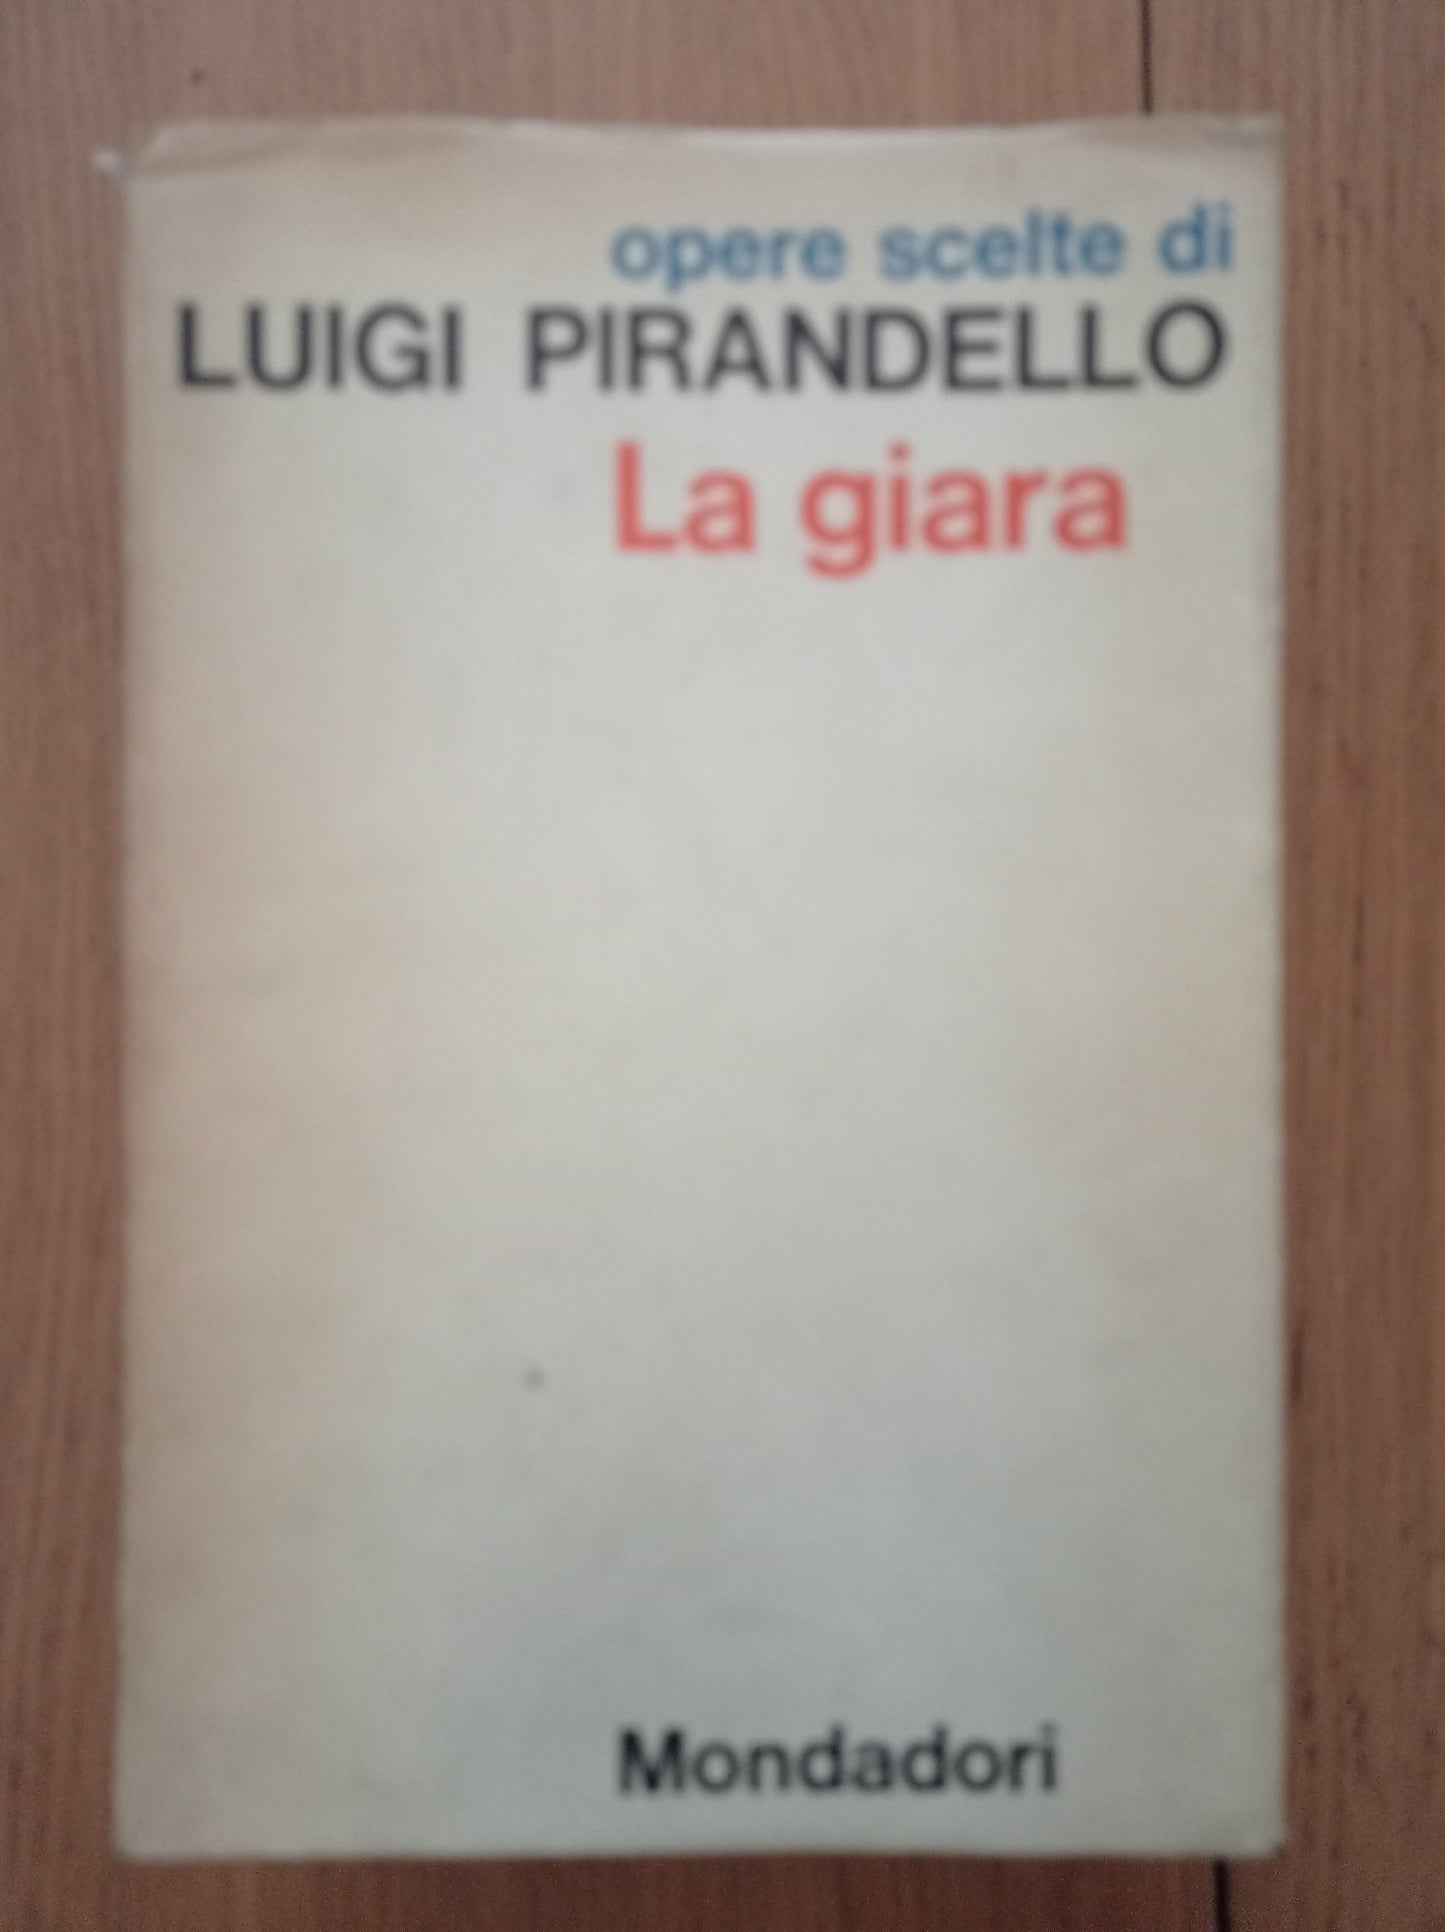 opere scelte di
LUIGI PIRANDELLO
La giara
Mondadori